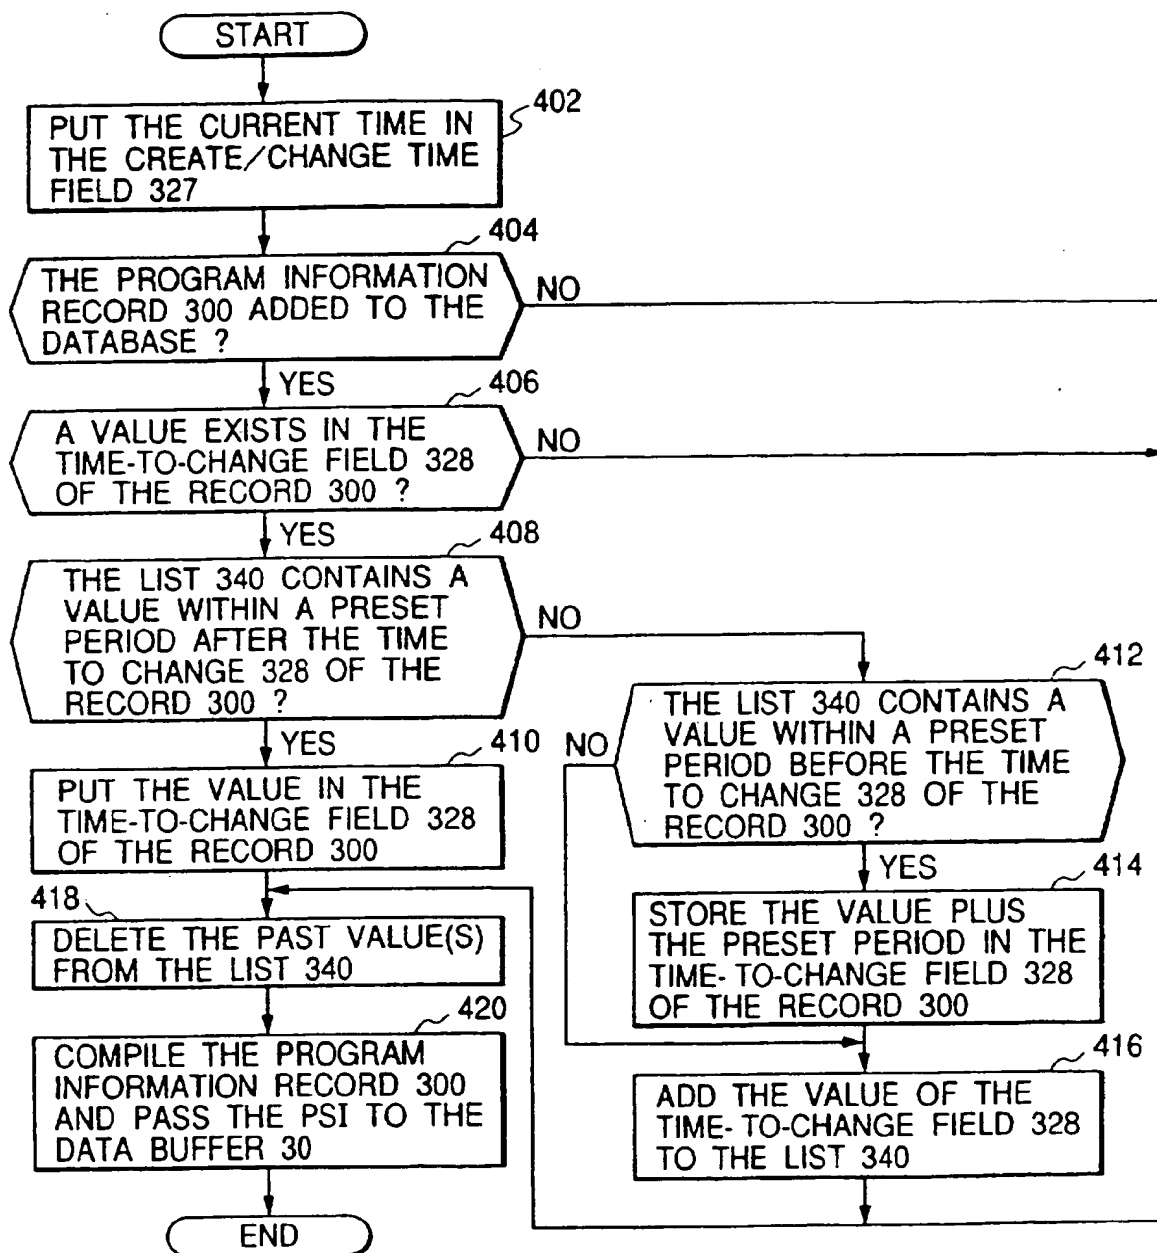 START
402
PUT THE CURRENT TIME IN
THE CREATE/CHANGE TIME
FIELD 327
404
THE PROGRAM INFORMATION
RECORD 300 ADDED TO THE
DATABASE ?
NO
YES
406
A VALUE EXISTS IN THE
TIME-TO-CHANGE FIELD 328
OF THE RECORD 300 ?
NO
YES
408
THE LIST 340 CONTAINS A
VALUE WITHIN A PRESET
PERIOD AFTER THE TIME
TO CHANGE 328 OF THE
RECORD 300 ?
NO
YES
410
PUT THE VALUE IN THE
TIME-TO-CHANGE FIELD 328
OF THE RECORD 300
412
THE LIST 340 CONTAINS A
VALUE WITHIN A PRESET
PERIOD BEFORE THE TIME
TO CHANGE 328 OF THE
RECORD 300 ?
NO
YES
414
STORE THE VALUE PLUS
THE PRESET PERIOD IN THE
TIME-TO-CHANGE FIELD 328
OF THE RECORD 300
416
ADD THE VALUE OF THE
TIME-TO-CHANGE FIELD 328
TO THE LIST 340
418
DELETE THE PAST VALUE(S)
FROM THE LIST 340
420
COMPILE THE PROGRAM
INFORMATION RECORD 300
AND PASS THE PSI TO THE
DATA BUFFER 30
END